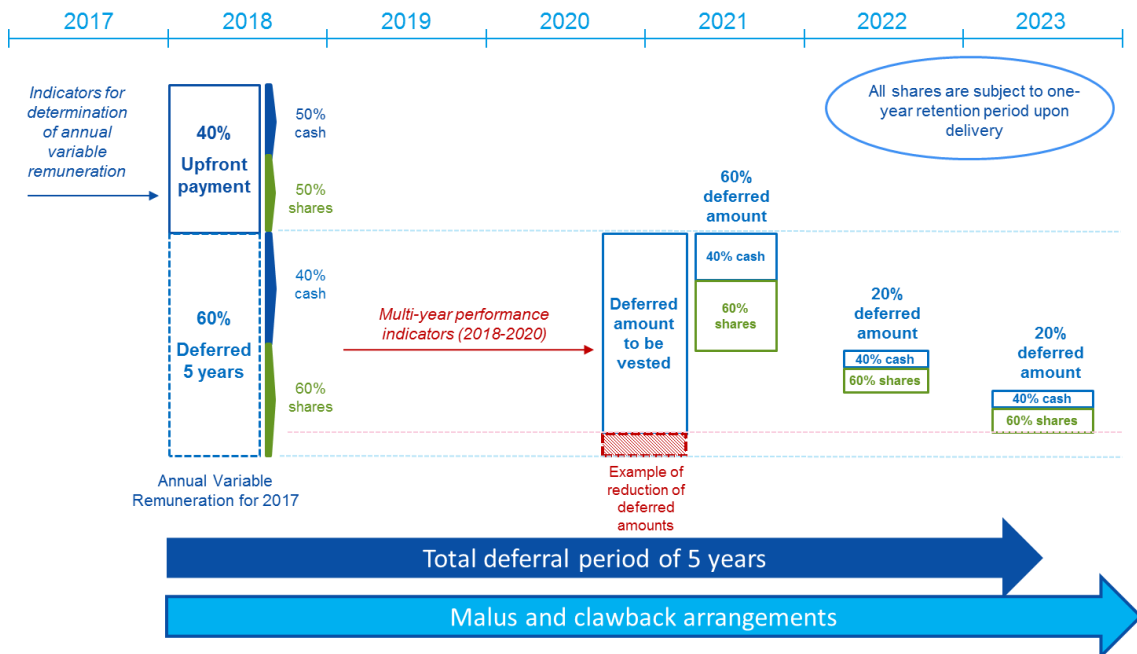 2017 2018 2019 2020 2021 2022 2023
Indicators for
determination
of annual
variable
remuneration
40%
Upfront
payment
50%
cash
50%
shares
All shares are subject to one-
year retention period upon
delivery
60%
Deferred
5 years
40%
cash
60%
shares
Annual Variable
Remuneration for 2017
Multi-year performance
indicators (2018-2020)
Deferred
amount
to be
vested
Example of
reduction of
deferred
amounts
60%
deferred
amount
40% cash
60%
shares
20%
deferred
amount
40% cash
60% shares
20%
deferred
amount
40% cash
60% shares
Total deferral period of 5 years
Malus and clawback arrangements